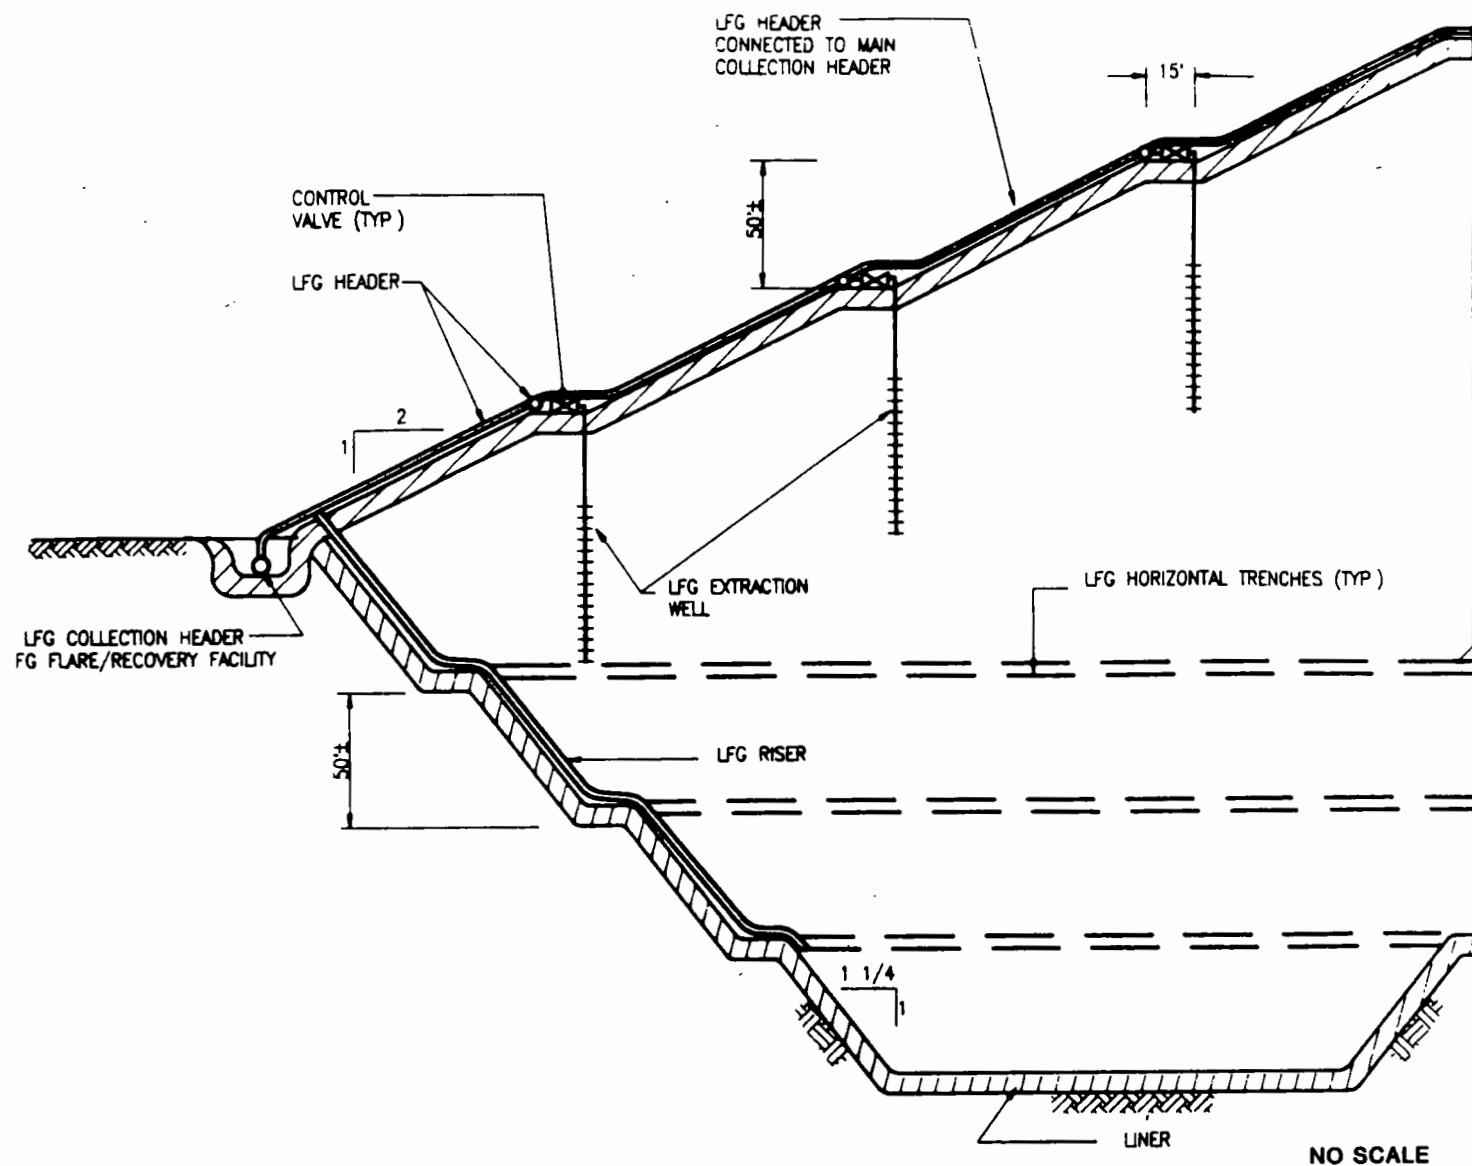 LFG HEADER
CONNECTED TO MAIN
COLLECTION HEADER
15'
CONTROL
VALVE (TYP )
50'±
LFG HEADER
2
1
LFG EXTRACTION
WELL
LFG HORIZONTAL TRENCHES (TYP )
LFG COLLECTION HEADER
FG FLARE/RECOVERY FACILITY
50'±
LFG RISER
1 1/4
1
LINER
NO SCALE